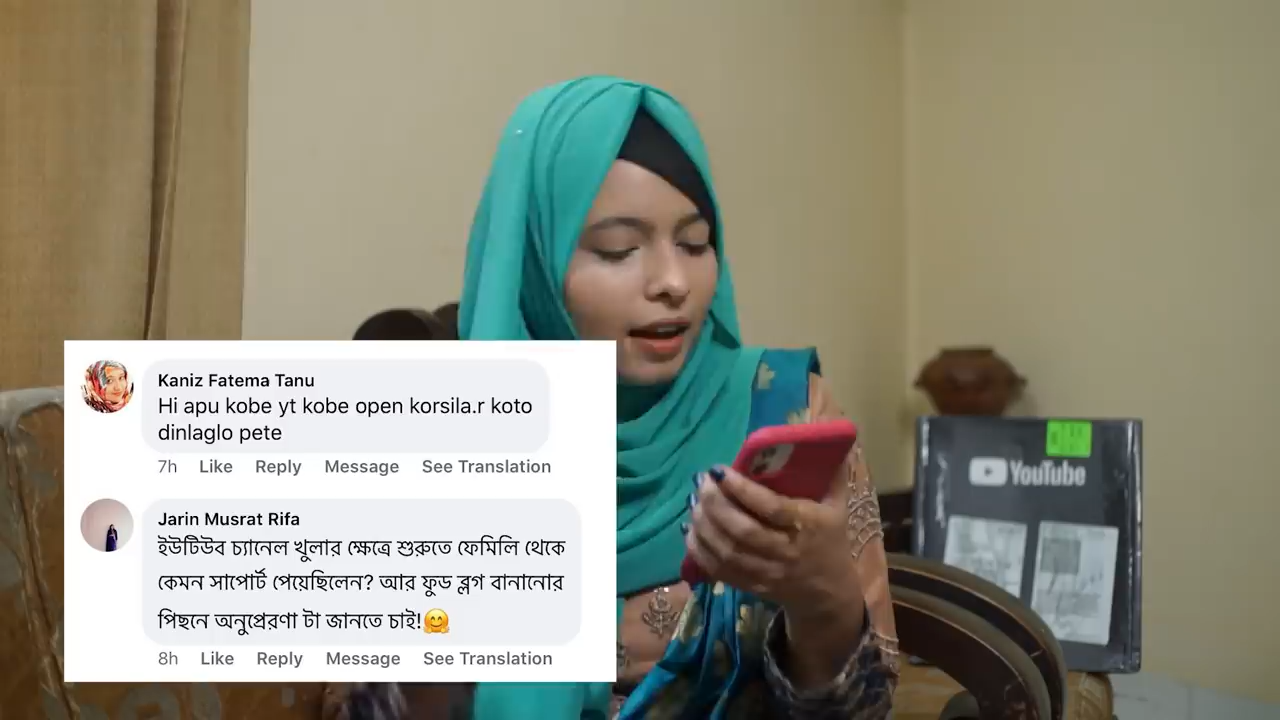 Kaniz Fatema Tanu
Hi apu kobe yt kobe open korsila.r koto
dinlaglo pete
7h Like Reply Message See Translation
Jarin Musrat Rifa
ইউটিউব চ্যানেল খুলার ক্ষেত্রে শুরুতে ফেমিলি থেকে
কেমন সাপোর্ট পেয়েছিলেন? আর ফুড ব্লগ বানানোর
পিছনে অনুপ্রেরণা টা জানতে চাই!🤗
8h Like Reply Message See Translation
YouTube